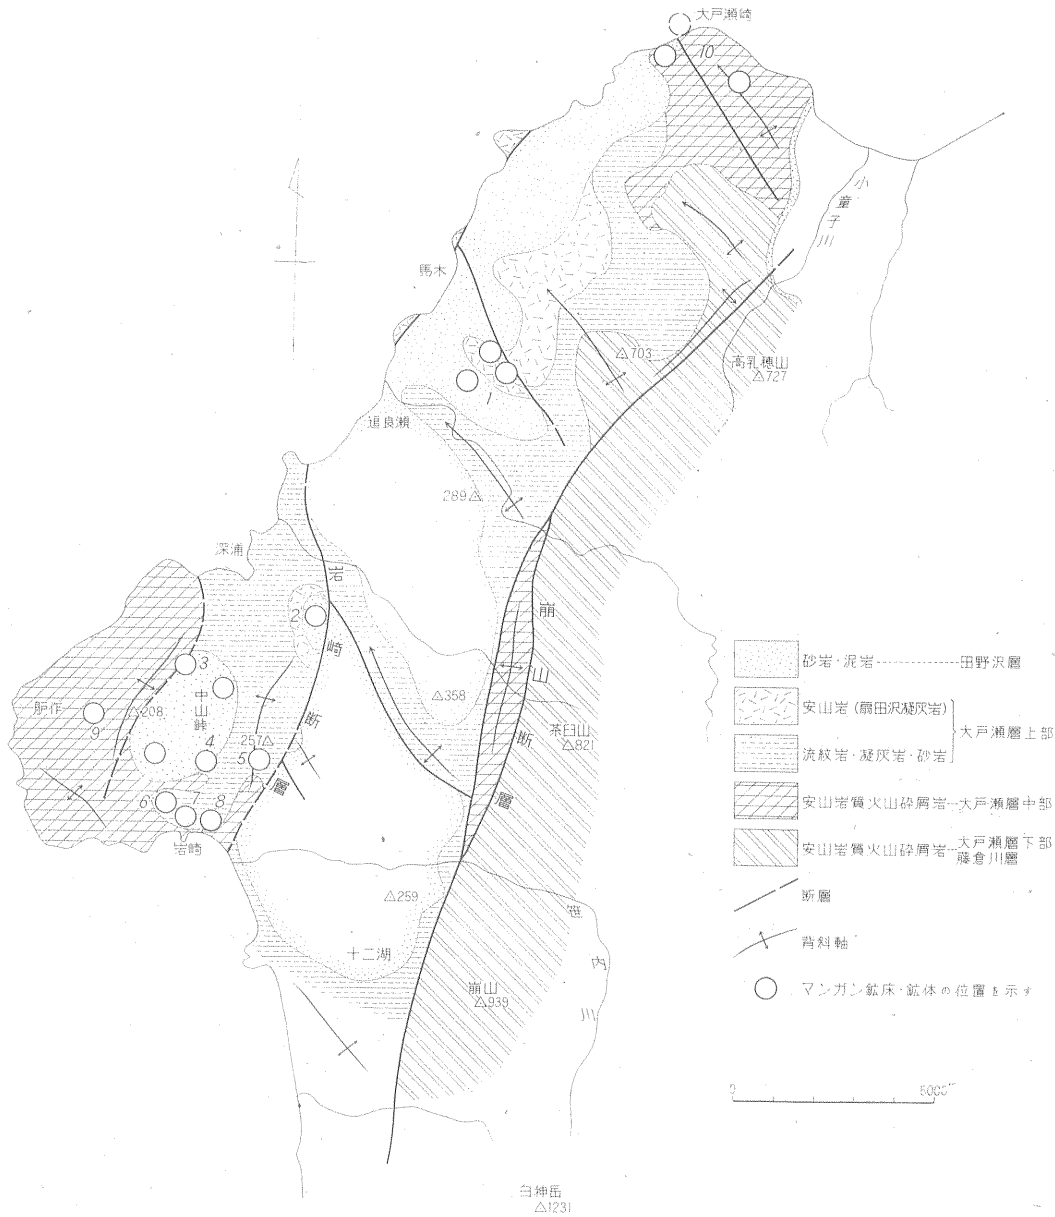 大戸瀬崎
10
小童子川
馬木
△703
高乳穂山
△727
1
追良瀬
289△
深浦
岩崎断層
2
崩山断層
3
中山峠
△208
舮作
9
4
257△
5
△358
茶臼山
△821
6
7
8
岩崎
△259
十二湖
笹内川
崩山
△939
白神岳
△1231
砂岩・泥岩----------田野沢層
安山岩(扇田沢凝灰岩)
大戸瀬層上部
流紋岩・凝灰岩・砂岩
安山岩質火山砕屑岩--大戸瀬層中部
安山岩質火山砕屑岩--大戸瀬層下部
藤倉川層
断層
背斜軸
マンガン鉱床・鉱体の位置を示す
0 5000m